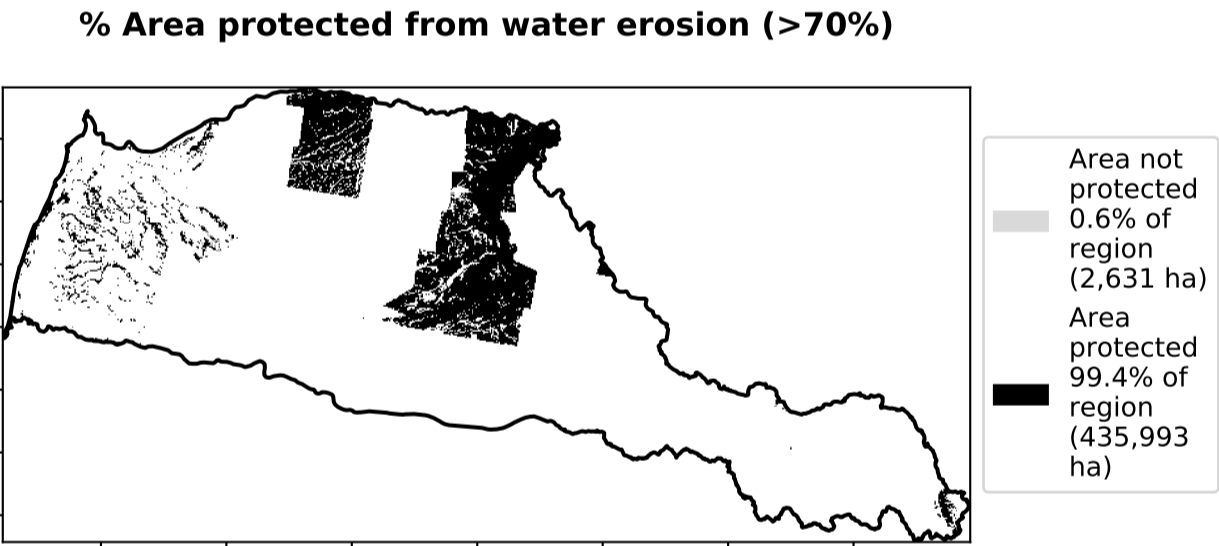 % Area protected from water erosion (>70%)
Area not
protected
0.6% of
region
(2,631 ha)
Area
protected
99.4% of
region
(435,993
ha)